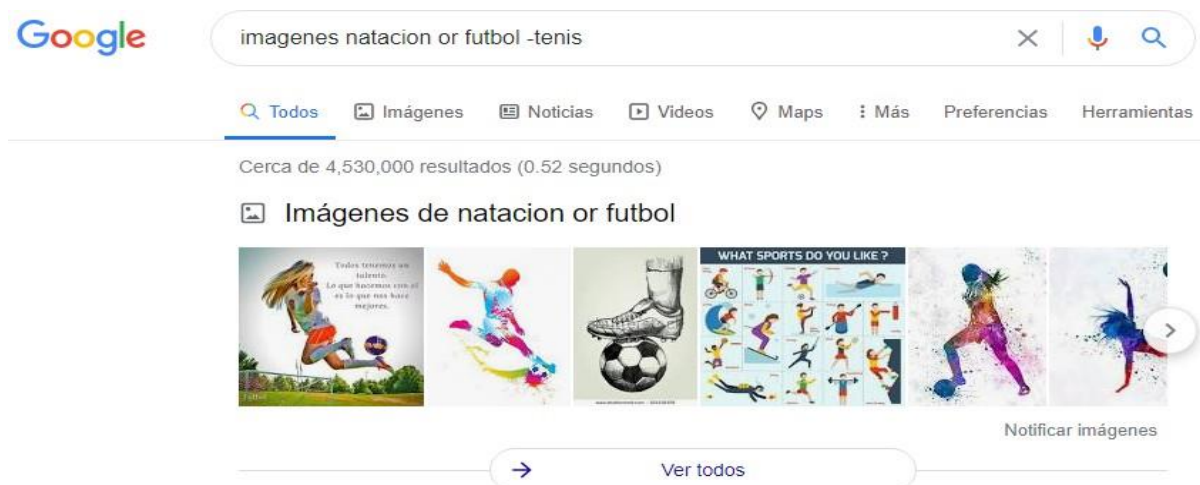 Google
imagenes natacion or futbol -tenis
Todos Imágenes Noticias Videos Maps Más Preferencias Herramientas
Cerca de 4,530,000 resultados (0.52 segundos)
Imágenes de natacion or futbol
Todos tenemos un
talento.
Lo que hacemos con el
es lo que nos hace
mejores.
Futbol
WHAT SPORTS DO YOU LIKE ?
Notificar imágenes
Ver todos